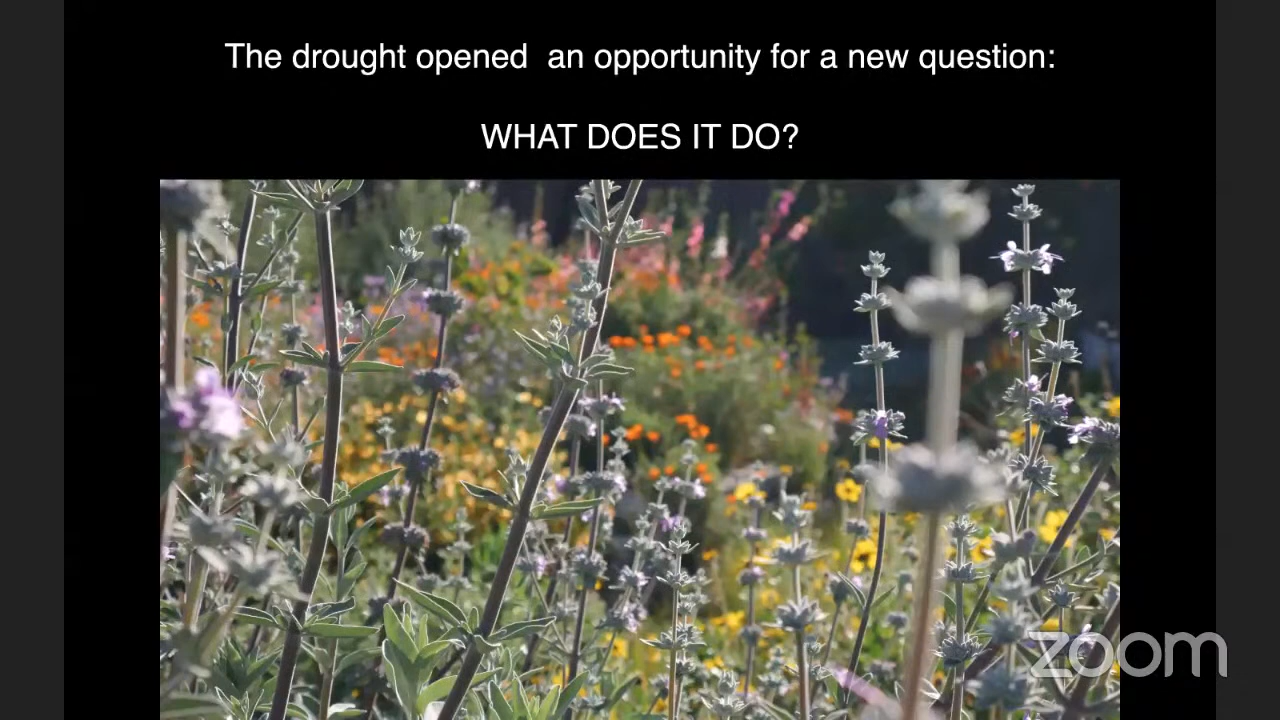 The drought opened  an opportunity for a new question:
WHAT DOES IT DO?
zoom